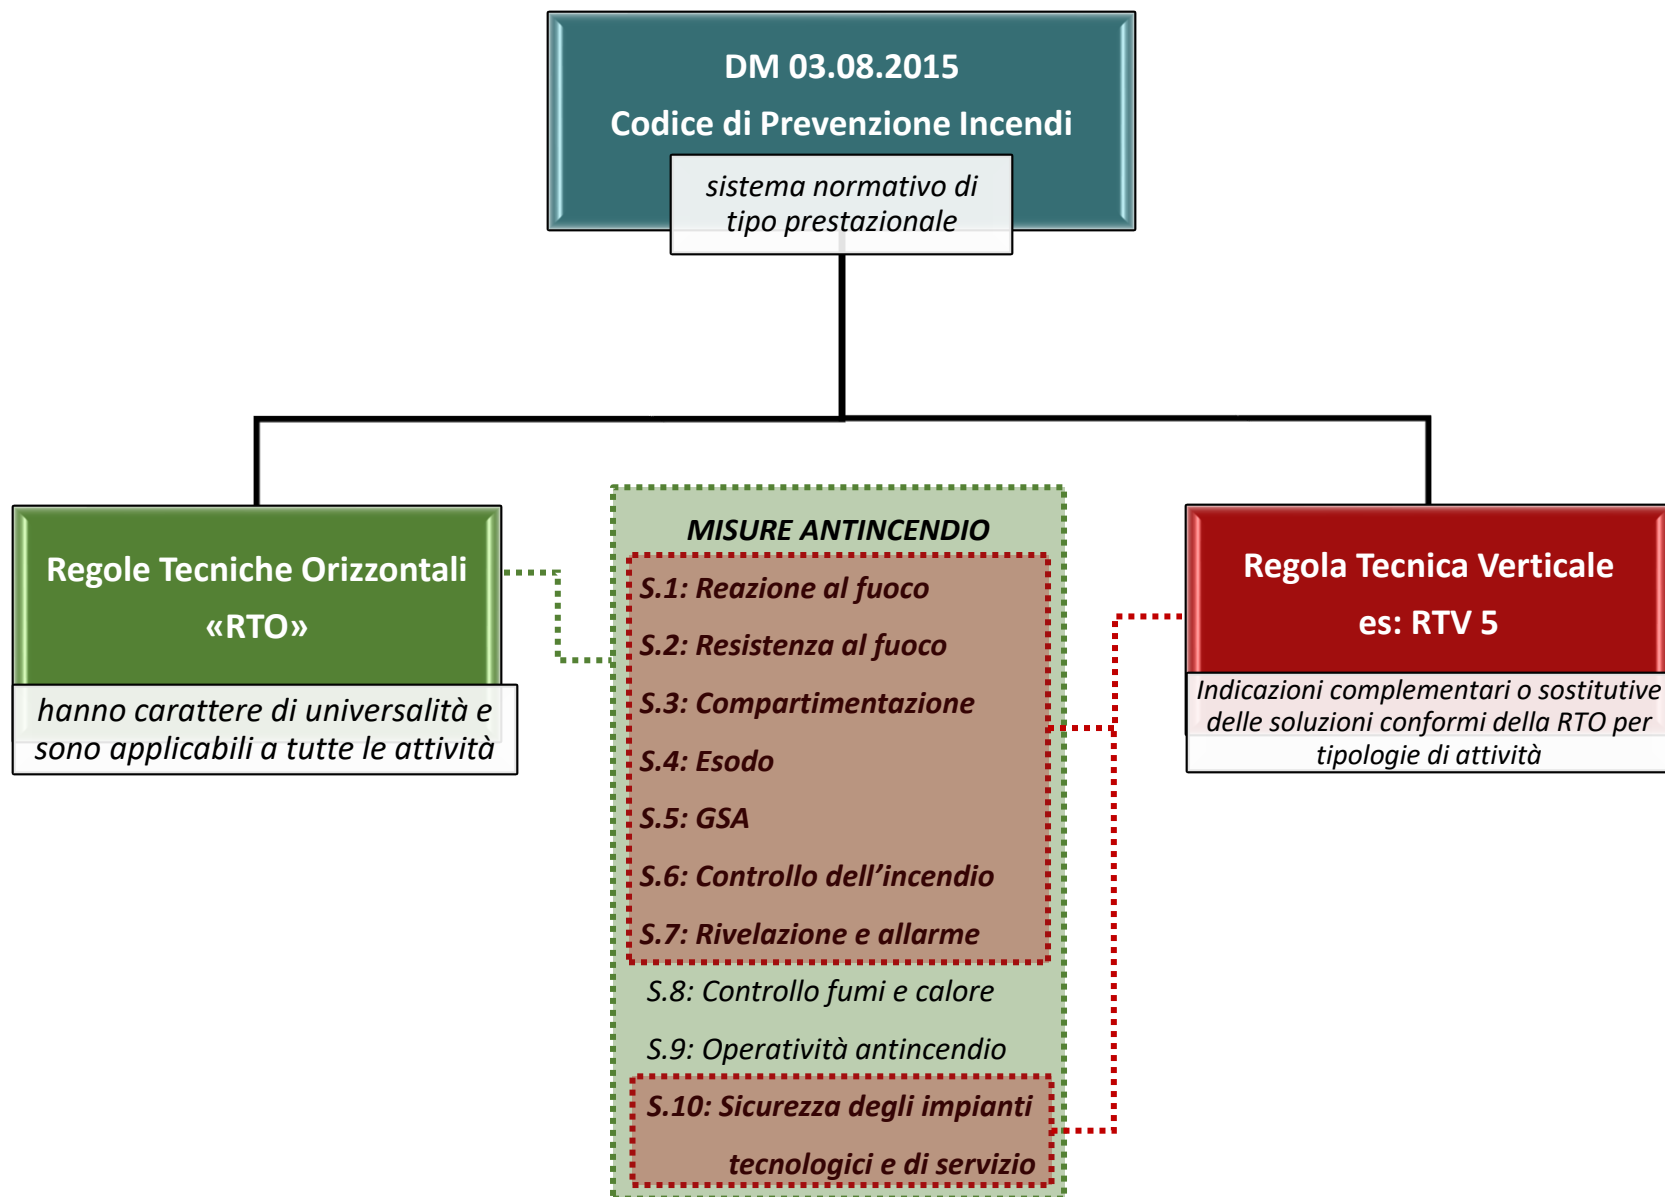 DM 03.08.2015
Codice di Prevenzione Incendi
sistema normativo di
tipo prestazionale
Regole Tecniche Orizzontali
«RTO»
hanno carattere di universalità e
sono applicabili a tutte le attività
MISURE ANTINCENDIO
S.1: Reazione al fuoco
S.2: Resistenza al fuoco
S.3: Compartimentazione
S.4: Esodo
S.5: GSA
S.6: Controllo dell’incendio
S.7: Rivelazione e allarme
S.8: Controllo fumi e calore
S.9: Operatività antincendio
S.10: Sicurezza degli impianti
tecnologici e di servizio
Regola Tecnica Verticale
es: RTV 5
Indicazioni complementari o sostitutive
delle soluzioni conformi della RTO per
tipologie di attività